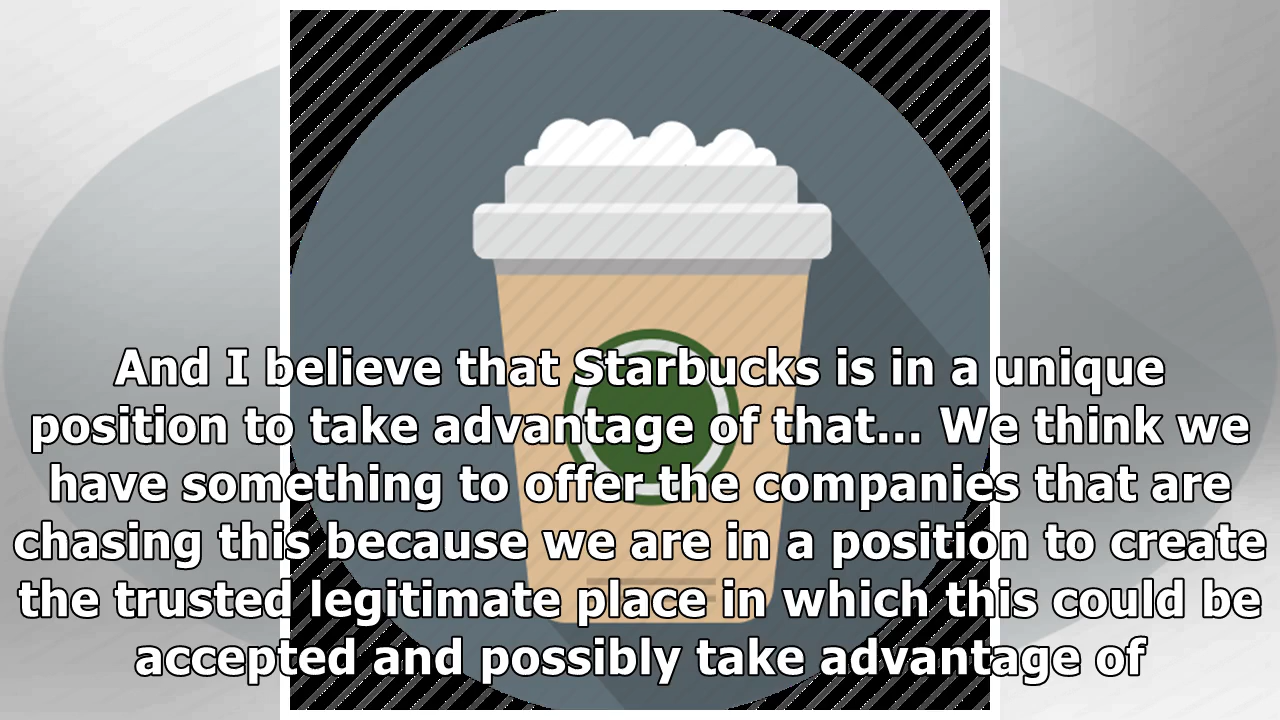 And I believe that Starbucks is in a unique
position to take advantage of that... We think we
have something to offer the companies that are
chasing this because we are in a position to create
the trusted legitimate place in which this could be
accepted and possibly take advantage of